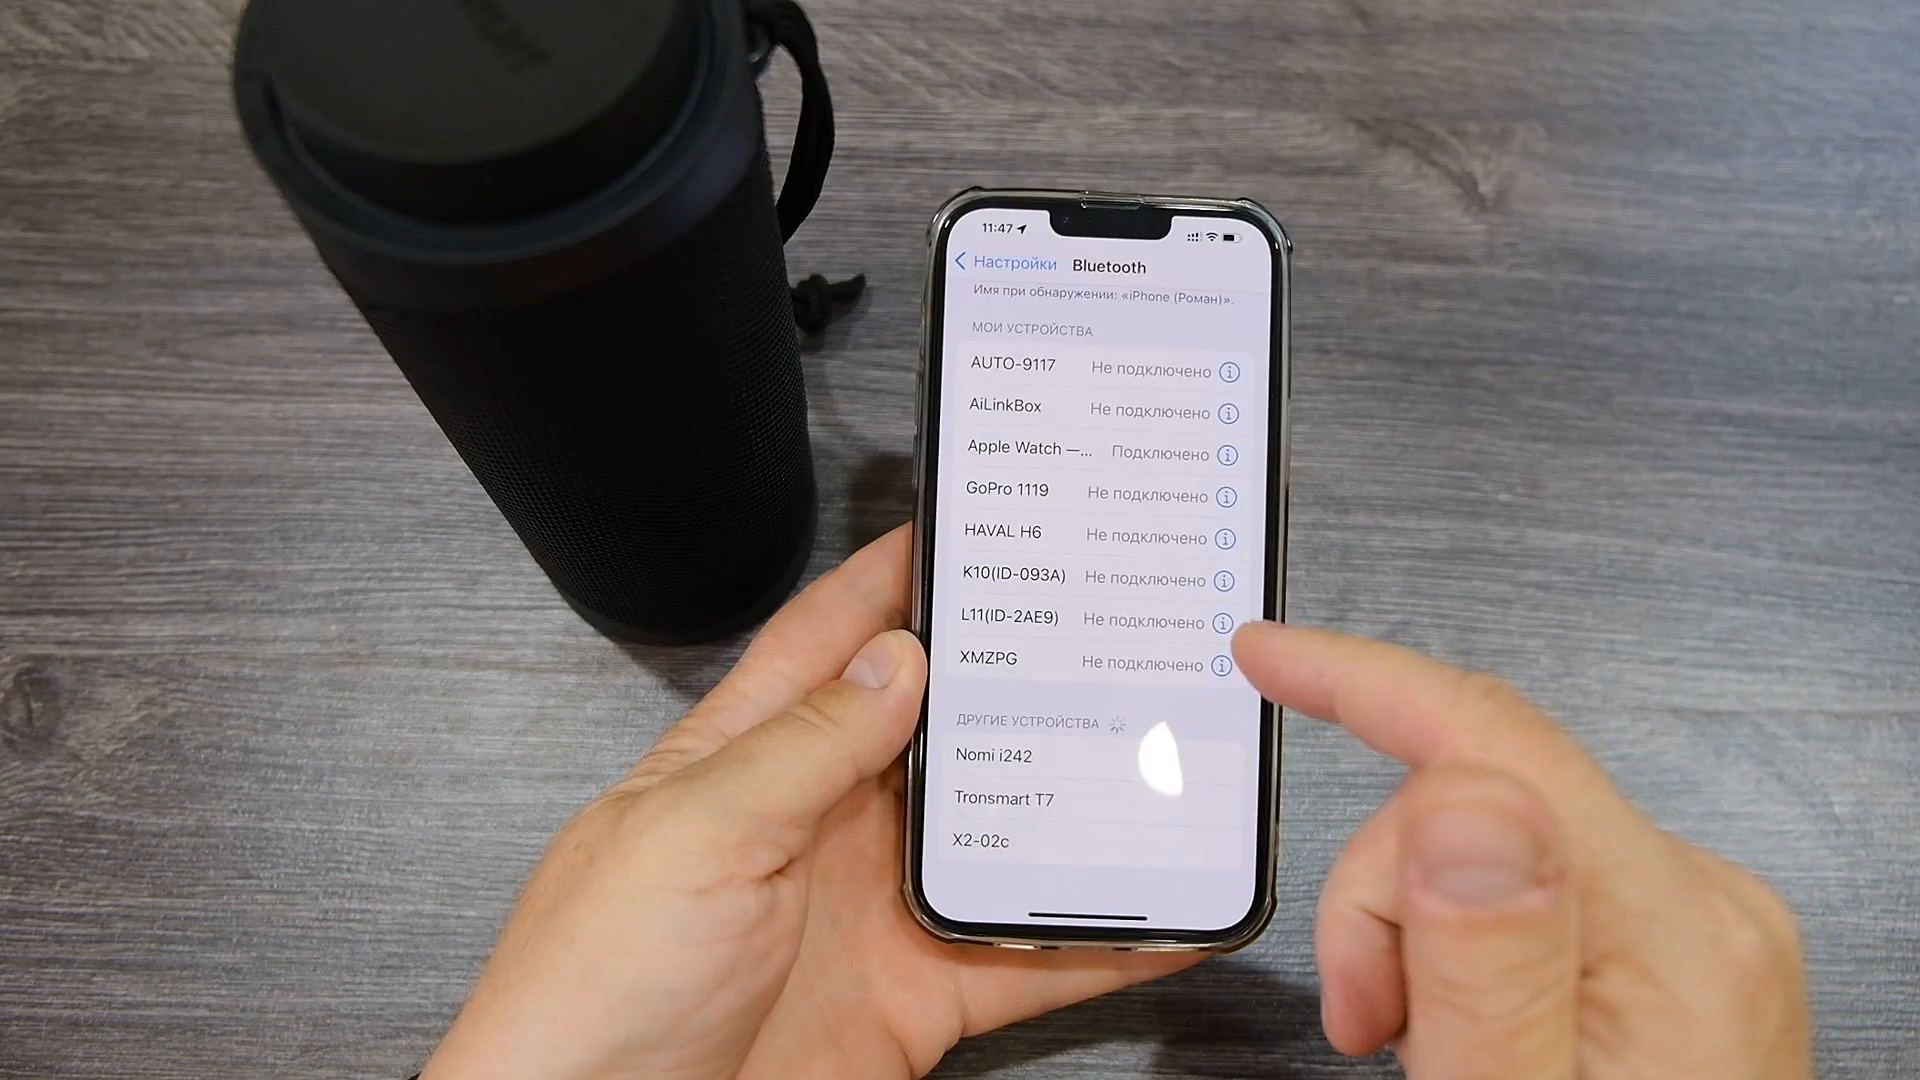 11:47
Настройки Bluetooth
Имя при обнаружении: «iPhone (Роман)».
МОИ УСТРОЙСТВА
AUTO-9117 Не подключено
AiLinkBox Не подключено
Apple Watch —... Подключено
GoPro 1119 Не подключено
HAVAL H6 Не подключено
K10(ID-093A) Не подключено
L11(ID-2AE9) Не подключено
XMZPG Не подключено
ДРУГИЕ УСТРОЙСТВА
Nomi i242
Tronsmart T7
X2-02c